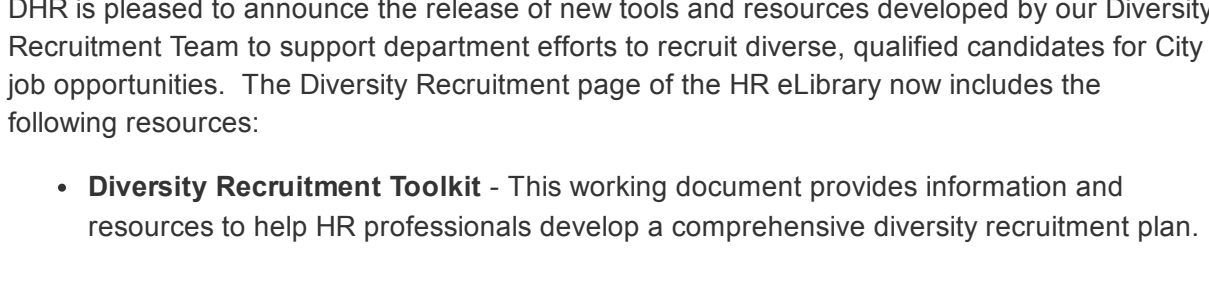 DHR is pleased to announce the release of new tools and resources developed by our Diversity
Recruitment Team to support department efforts to recruit diverse, qualified candidates for City
job opportunities.  The Diversity Recruitment page of the HR eLibrary now includes the
following resources:
• Diversity Recruitment Toolkit - This working document provides information and
resources to help HR professionals develop a comprehensive diversity recruitment plan.